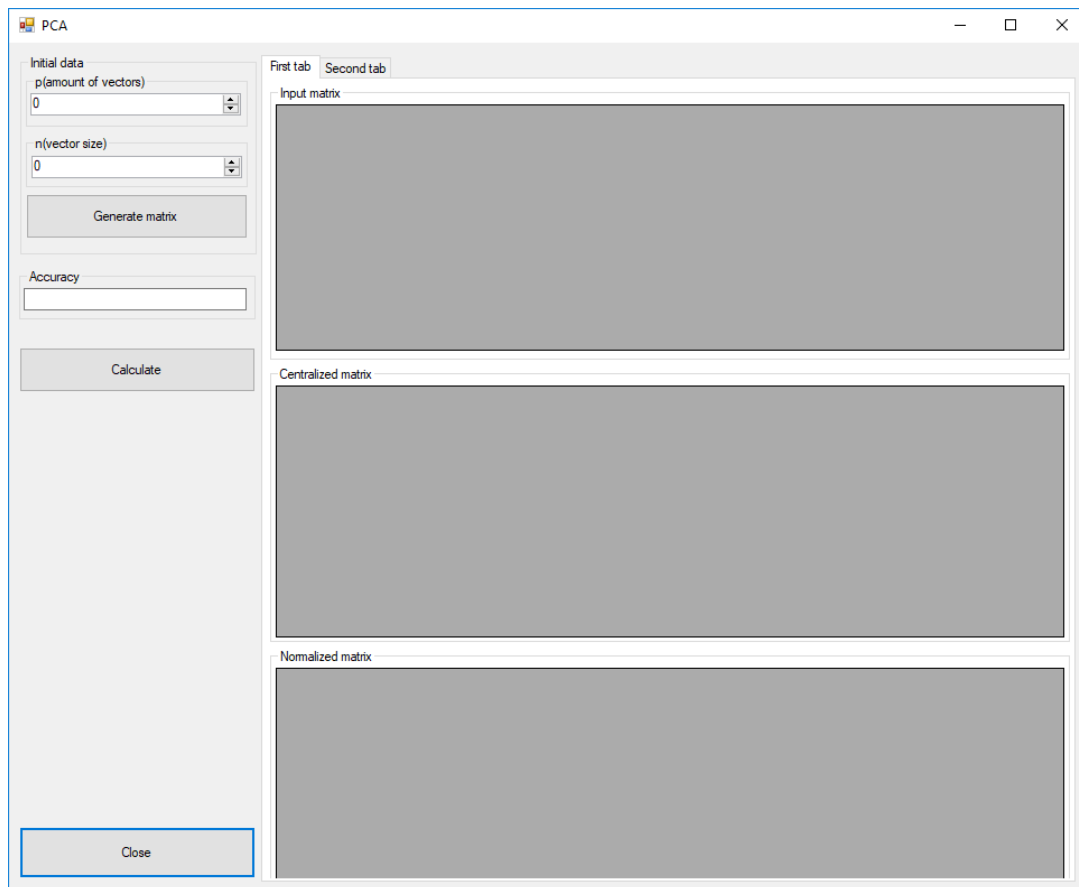 PCA
Initial data
p(amount of vectors)
0
n(vector size)
0
Generate matrix
Accuracy
Calculate
Close
First tab
Second tab
Input matrix
Centralized matrix
Normalized matrix